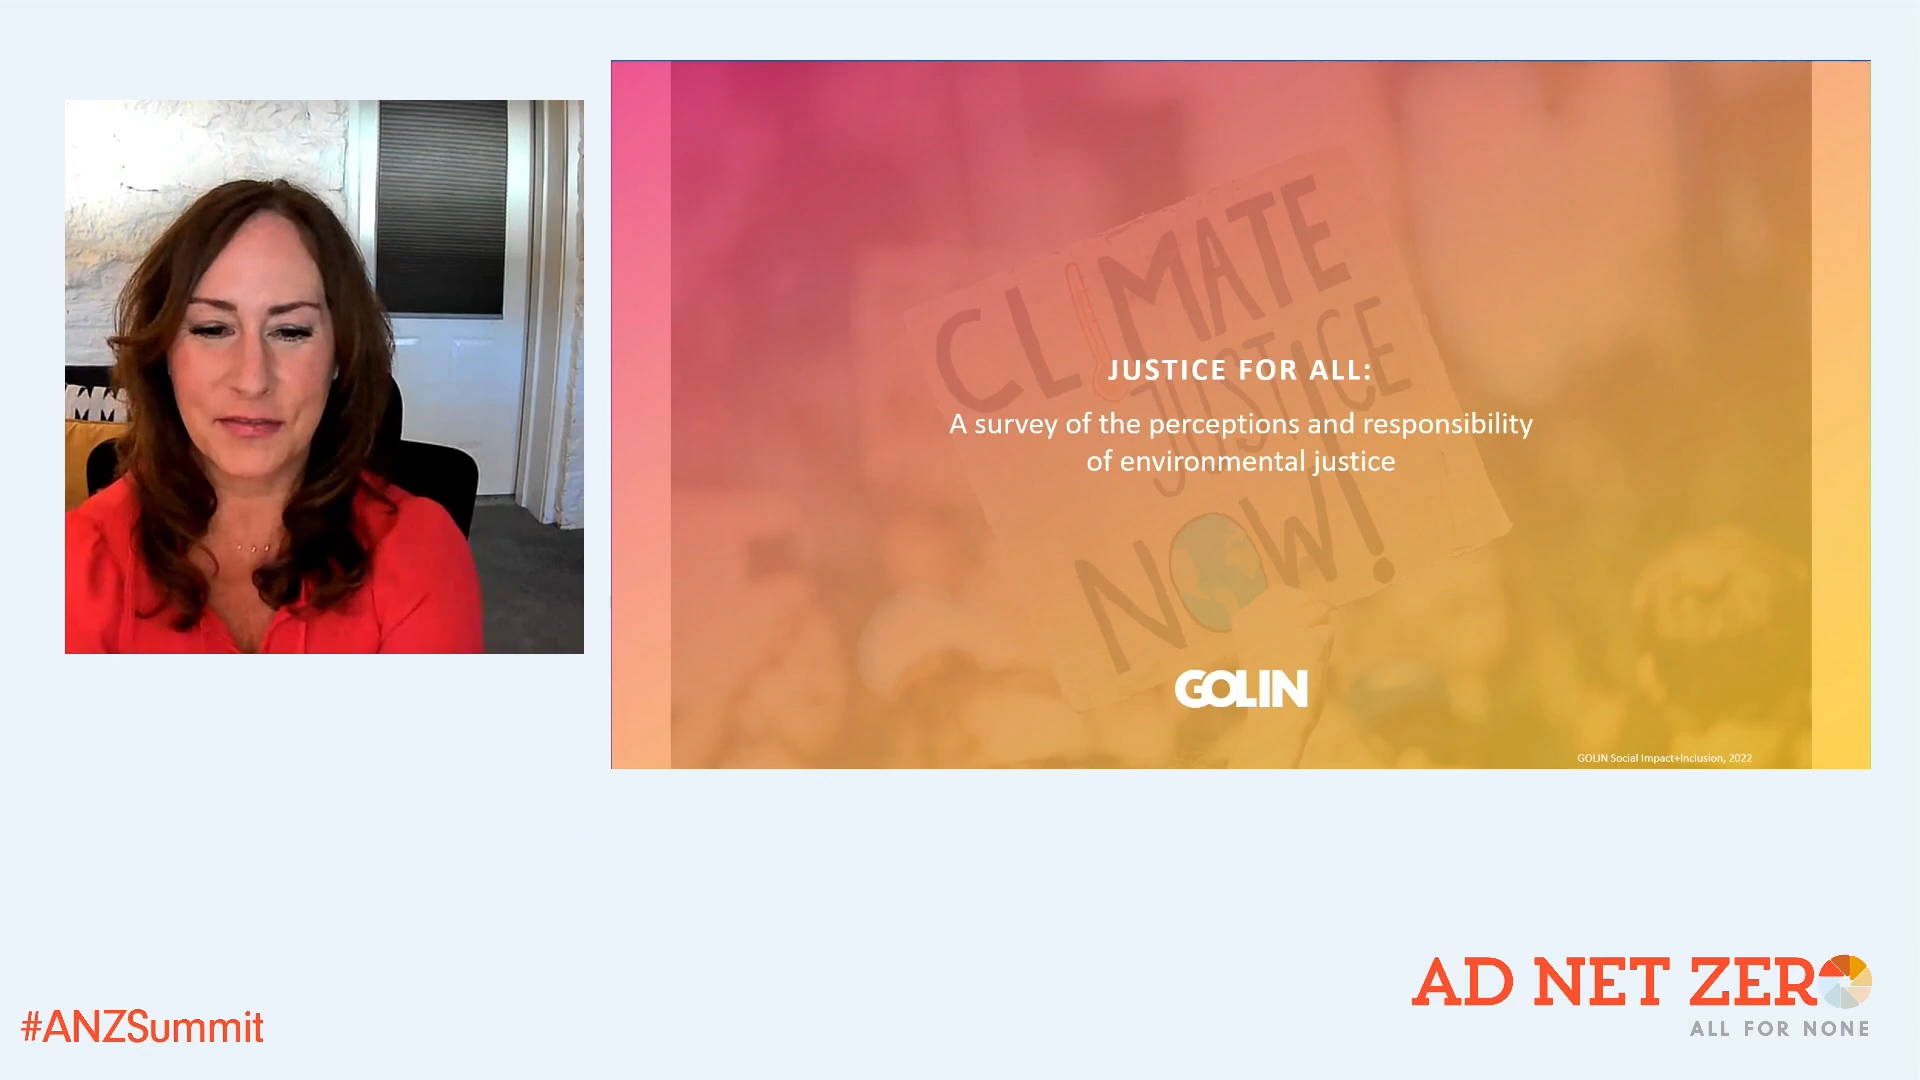 CLIMATE
JUSTICE
NOW!
JUSTICE FOR ALL:
A survey of the perceptions and responsibility
of environmental justice
GOLIN
GOLIN Social Impact+Inclusion, 2022
#ANZSummit
AD NET ZERO
ALL FOR NONE